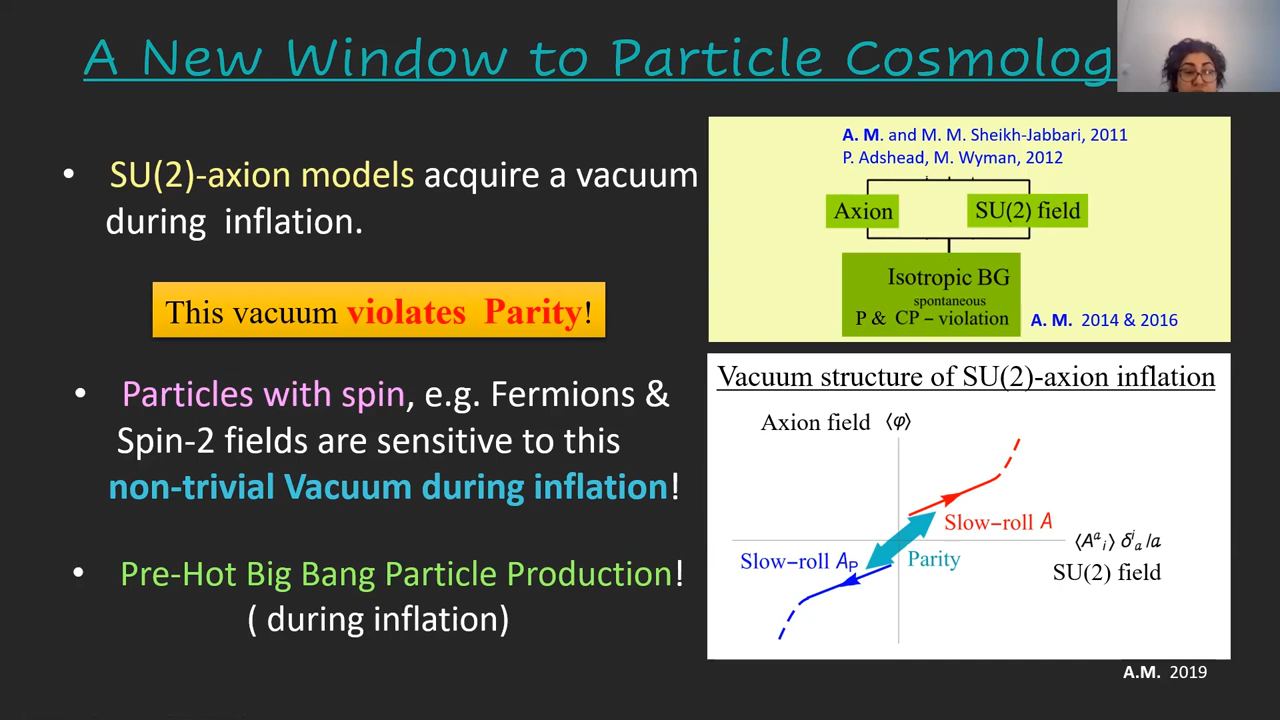 A New Window to Particle Cosmolog
• SU(2)-axion models acquire a vacuum
during inflation.
This vacuum violates Parity!
• Particles with spin, e.g. Fermions &
Spin-2 fields are sensitive to this
non-trivial Vacuum during inflation!
• Pre-Hot Big Bang Particle Production!
( during inflation)
A. M. and M. M. Sheikh-Jabbari, 2011
P. Adshead, M. Wyman, 2012
Axion
SU(2) field
Isotropic BG
spontaneous
P & CP – violation
A. M. 2014 & 2016
Vacuum structure of SU(2)-axion inflation
Axion field ⟨φ⟩
Slow–roll A
⟨Aᵃᵢ⟩ δⁱₐ/a
SU(2) field
Parity
Slow–roll Aₚ
A.M. 2019